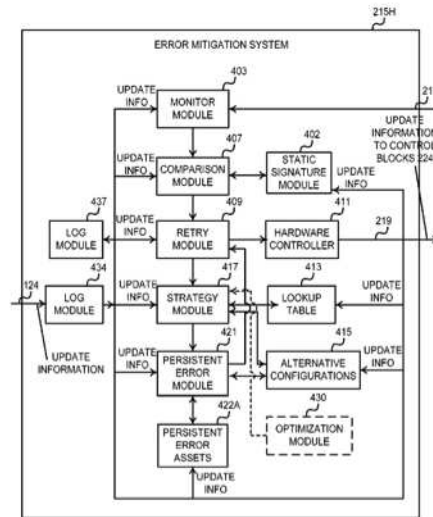 215H
ERROR MITIGATION SYSTEM
403
UPDATE
INFO
MONITOR
MODULE
UPDATE
INFORMATION
TO CONTROL
BLOCKS 224
407
402
UPDATE
INFO
COMPARISON
MODULE
STATIC
SIGNATURE
MODULE
UPDATE
INFO
437
409
411
LOG MODULE
UPDATE
INFO
RETRY
MODULE
HARDWARE
CONTROLLER
219
434
417
413
124
LOG
MODULE
UPDATE
INFO
STRATEGY
MODULE
LOOKUP
TABLE
UPDATE
INFO
UPDATE
INFORMATION
421
415
UPDATE
INFO
PERSISTENT
ERROR
MODULE
ALTERNATIVE
CONFIGURATIONS
UPDATE
INFO
422A
430
PERSISTENT
ERROR
ASSETS
OPTIMIZATION
MODULE
UPDATE
INFO